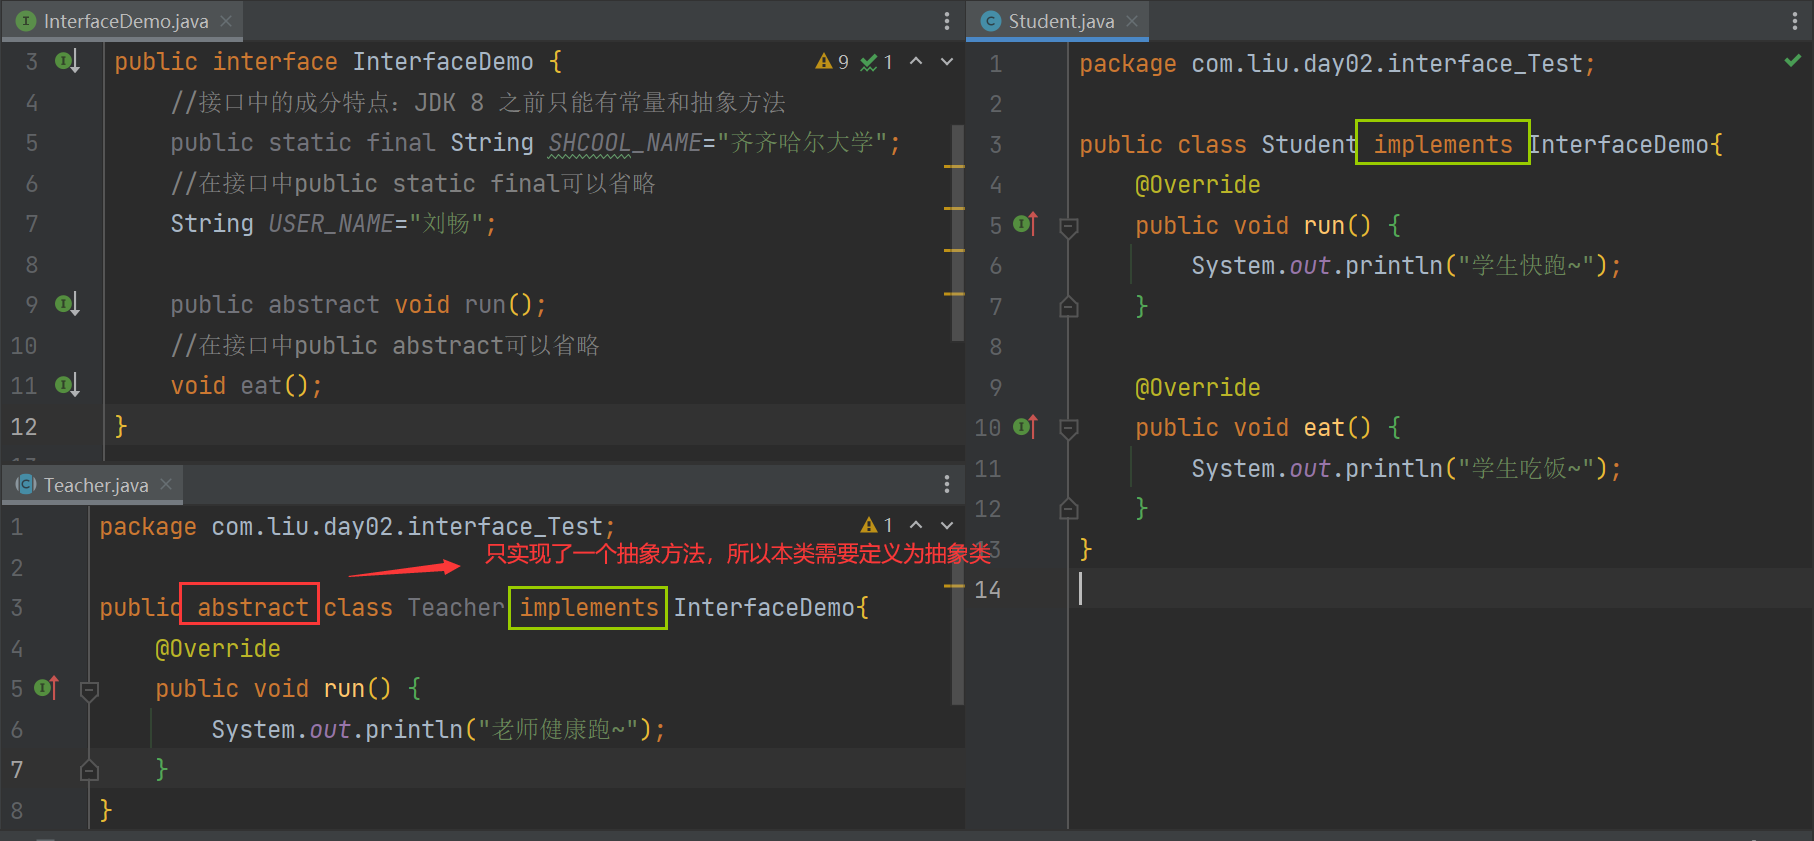 InterfaceDemo.java
3 public interface InterfaceDemo {
9 1
4 //接口中的成分特点：JDK 8 之前只能有常量和抽象方法
5 public static final String SHCOOL_NAME="齐齐哈尔大学";
6 //在接口中public static final可以省略
7 String USER_NAME="刘畅";
8
9 public abstract void run();
10 //在接口中public abstract可以省略
11 void eat();
12 }
Teacher.java
1 package com.liu.day02.interface_Test;
1
2
只实现了一个抽象方法，所以本类需要定义为抽象类
3 public abstract class Teacher implements InterfaceDemo{
4 @Override
5 public void run() {
6 System.out.println("老师健康跑~");
7 }
8 }
Student.java
1 package com.liu.day02.interface_Test;
2
3 public class Student implements InterfaceDemo{
4 @Override
5 public void run() {
6 System.out.println("学生快跑~");
7 }
8
9 @Override
10 public void eat() {
11 System.out.println("学生吃饭~");
12 }
13 }
14